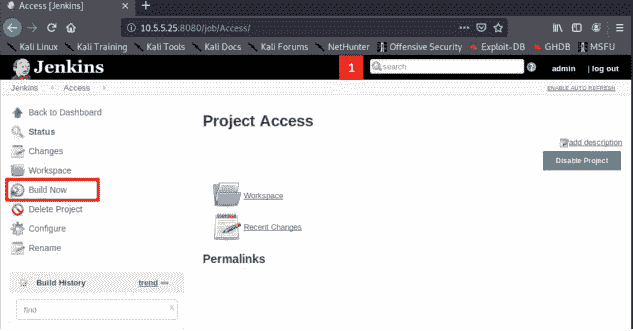 Access [Jenkins]
10.5.5.25:8080/job/Access/
Kali Linux Kali Training Kali Tools Kali Docs Kali Forums NetHunter Offensive Security Exploit-DB GHDB MSFU
Jenkins 1 search admin | log out
Jenkins Access ENABLE AUTO REFRESH
Back to Dashboard
Status
Changes
Workspace
Build Now
Delete Project
Configure
Rename
Build History trend
find x
Project Access
add description
Disable Project
Workspace
Recent Changes
Permalinks